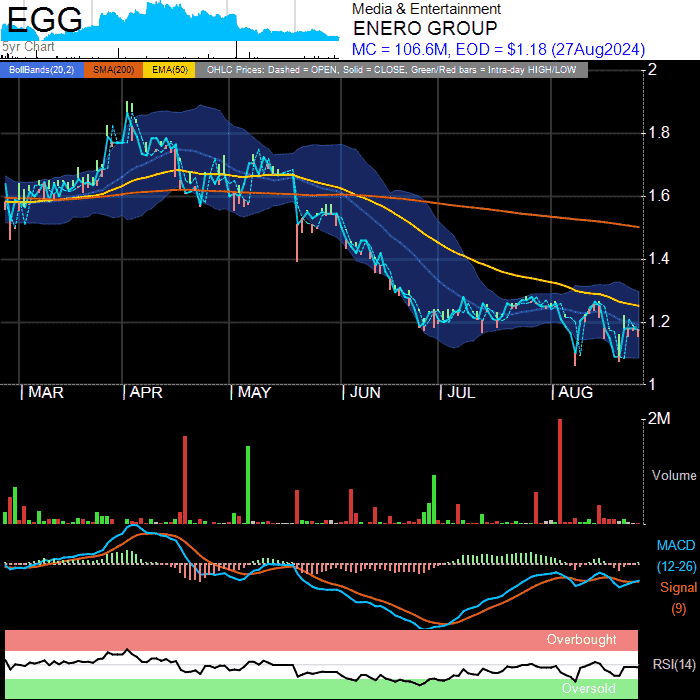 EGG
5yr Chart
Media & Entertainment
ENERO GROUP
MC = 106.6M, EOD = $1.18 (27Aug2024)
BollBands(20,2) SMA(200) EMA(50) OHLC Prices: Dashed = OPEN, Solid = CLOSE, Green/Red bars = Intra-day HIGH/LOW
2
1.8
1.6
1.4
1.2
1
MAR APR MAY JUN JUL AUG
2M
Volume
MACD
(12-26)
Signal
(9)
Overbought
RSI(14)
Oversold